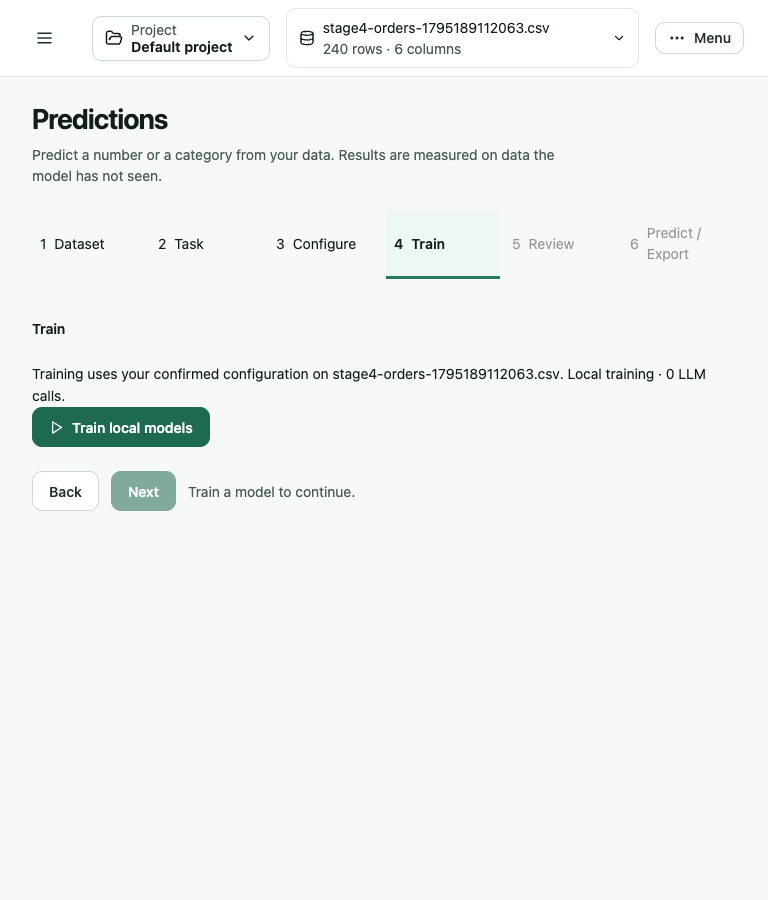 Project
Default project
stage4-orders-1795189112063.csv
240 rows · 6 columns
Menu
Predictions
Predict a number or a category from your data. Results are measured on data the
model has not seen.
1 Dataset
2 Task
3 Configure
4 Train
5 Review
6 Predict /
Export
Train
Training uses your confirmed configuration on stage4-orders-1795189112063.csv. Local training · 0 LLM
calls.
Train local models
Back
Next
Train a model to continue.